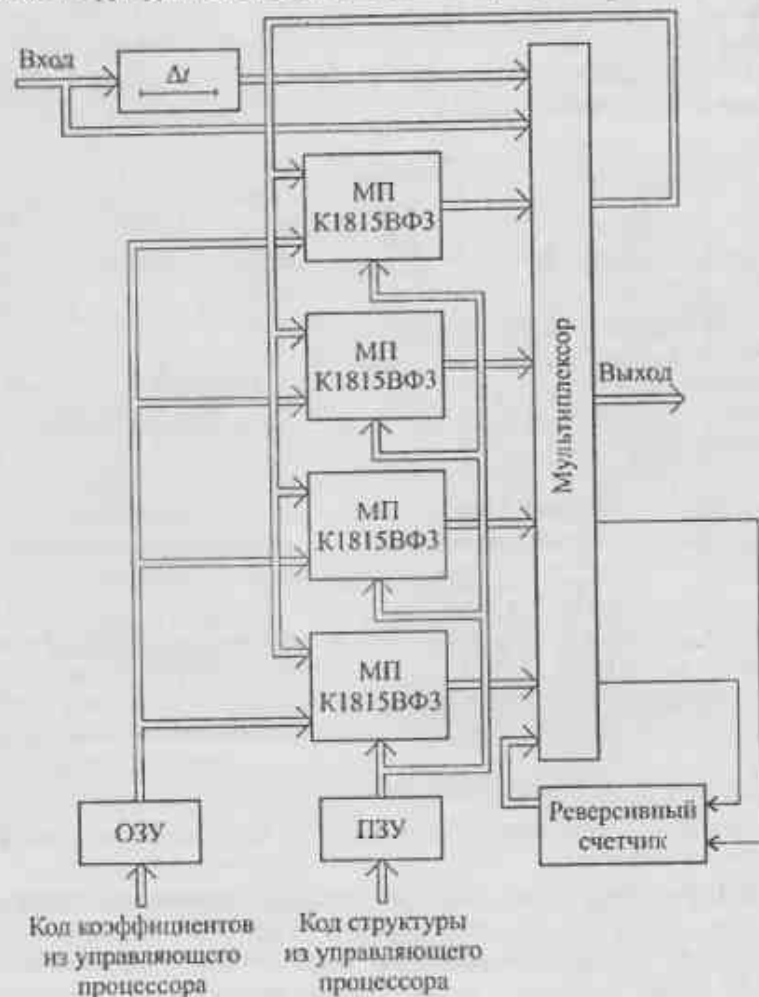 Вход
Δt
МП
К1815ВФ3
МП
К1815ВФ3
МП
К1815ВФ3
МП
К1815ВФ3
Мультиплексор
Выход
ОЗУ
ПЗУ
Реверсивный
счетчик
Код коэффициентов
из управляющего
процессора
Код структуры
из управляющего
процессора